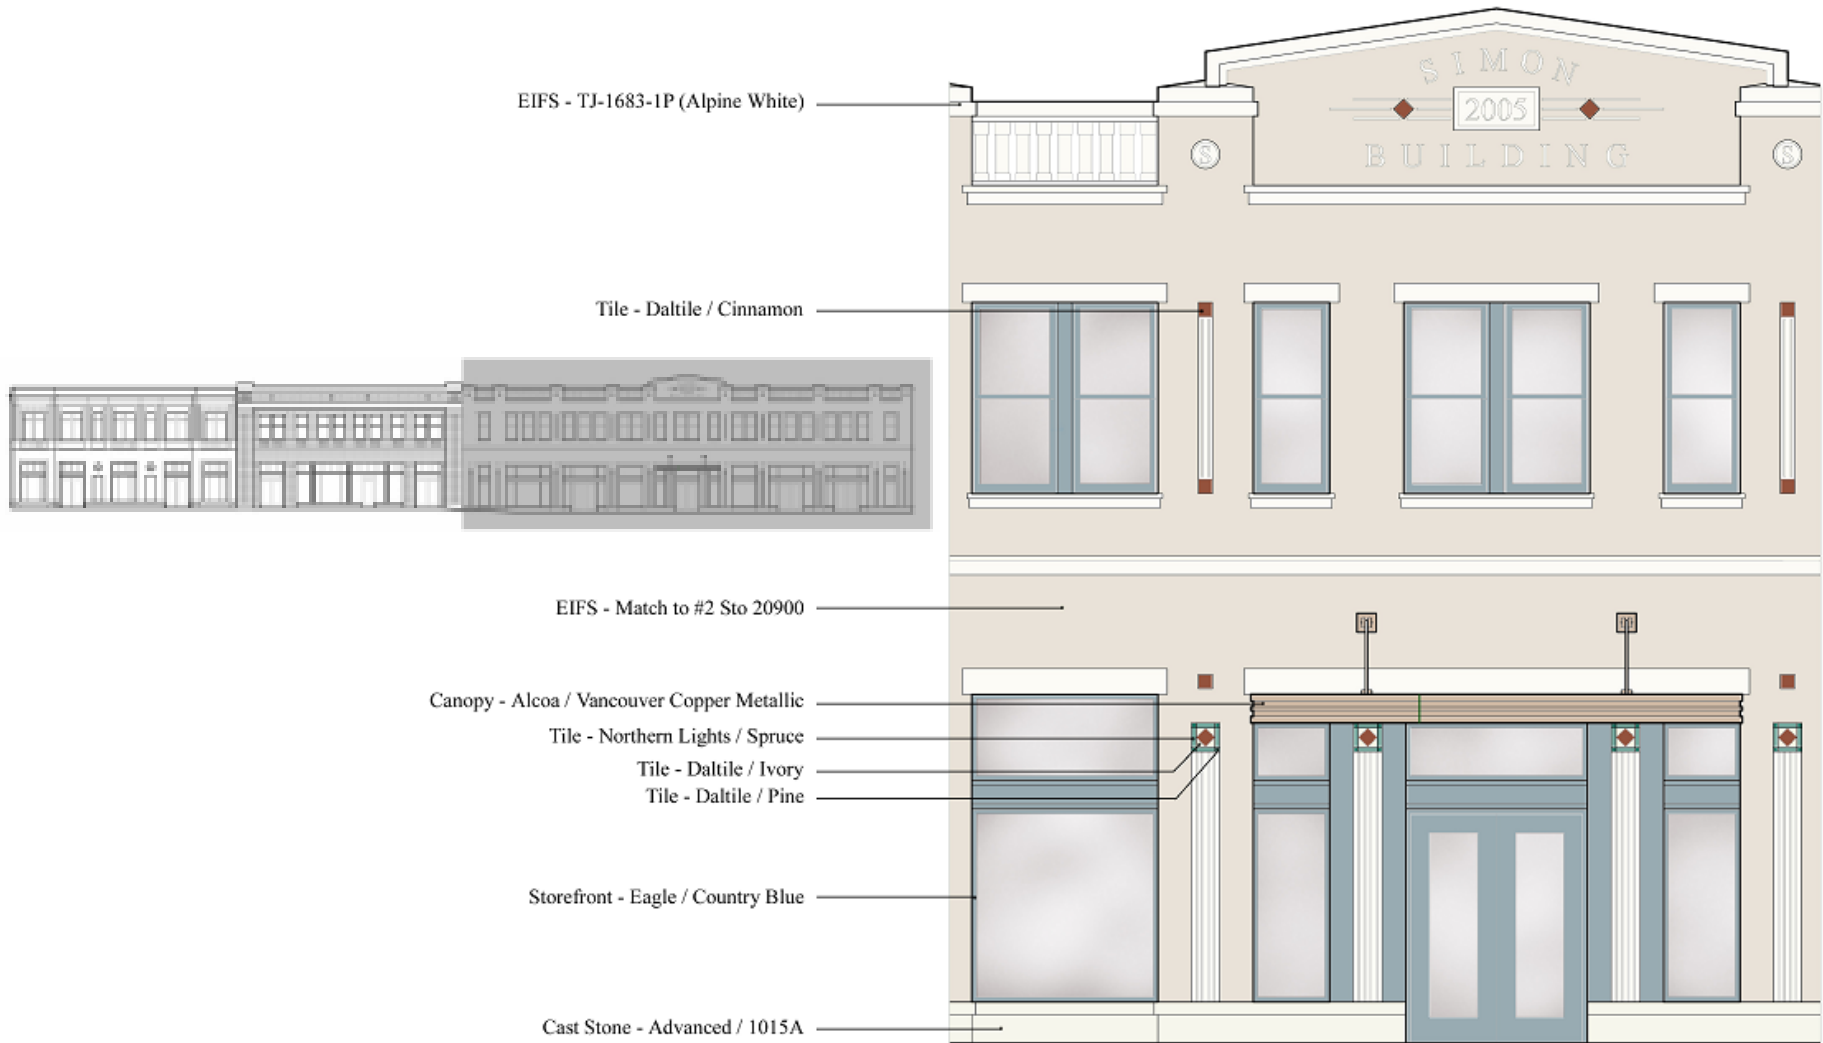 SIMON
EIFS - TJ-1683-1P (Alpine White)
2005
S
S
BUILDING
Tile - Daltile / Cinnamon
EIFS - Match to #2 Sto 20900
Canopy - Alcoa / Vancouver Copper Metallic
Tile - Northern Lights / Spruce
Tile - Daltile / Ivory
Tile - Daltile / Pine
Storefront - Eagle / Country Blue
Cast Stone - Advanced / 1015A